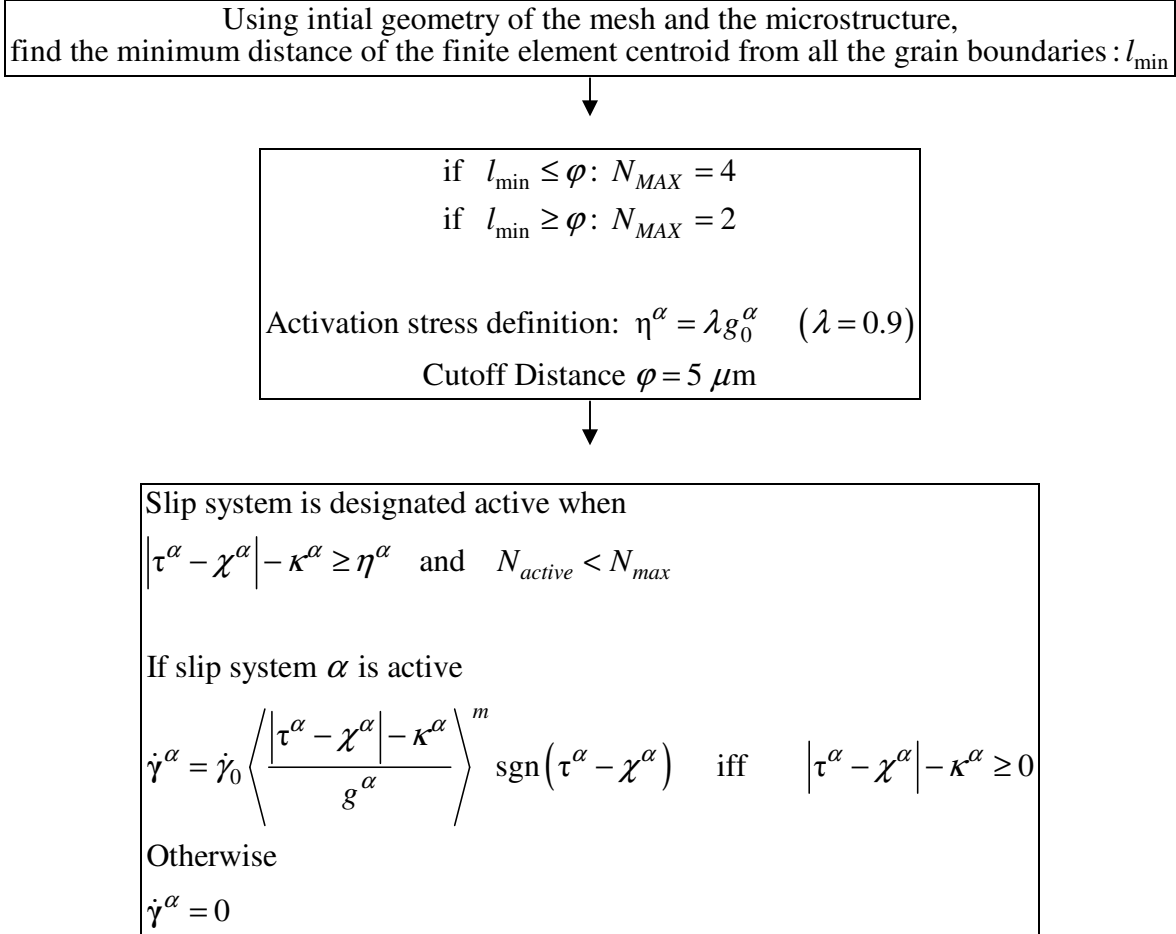 Using intial geometry of the mesh and the microstructure,
find the minimum distance of the finite element centroid from all the grain boundaries: l_min
if l_min ≤ φ: N_MAX = 4
if l_min ≥ φ: N_MAX = 2
Activation stress definition: η^α = λg_0^α (λ = 0.9)
Cutoff Distance φ = 5 μm
Slip system is designated active when
|τ^α − χ^α| − κ^α ≥ η^α and N_active < N_max
If slip system α is active
γ̇^α = γ̇_0 ⟨(|τ^α − χ^α| − κ^α) / g^α⟩^m sgn(τ^α − χ^α) iff |τ^α − χ^α| − κ^α ≥ 0
Otherwise
γ̇^α = 0